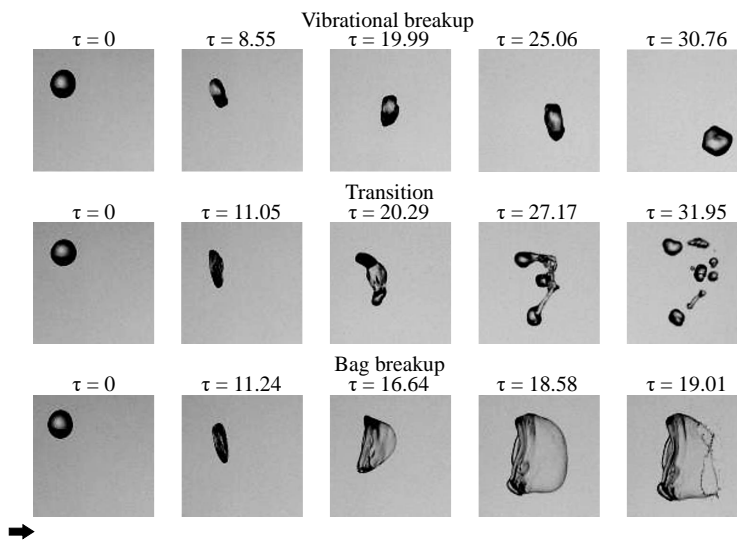 Vibrational breakup
τ = 0 τ = 8.55 τ = 19.99 τ = 25.06 τ = 30.76
Transition
τ = 0 τ = 11.05 τ = 20.29 τ = 27.17 τ = 31.95
Bag breakup
τ = 0 τ = 11.24 τ = 16.64 τ = 18.58 τ = 19.01